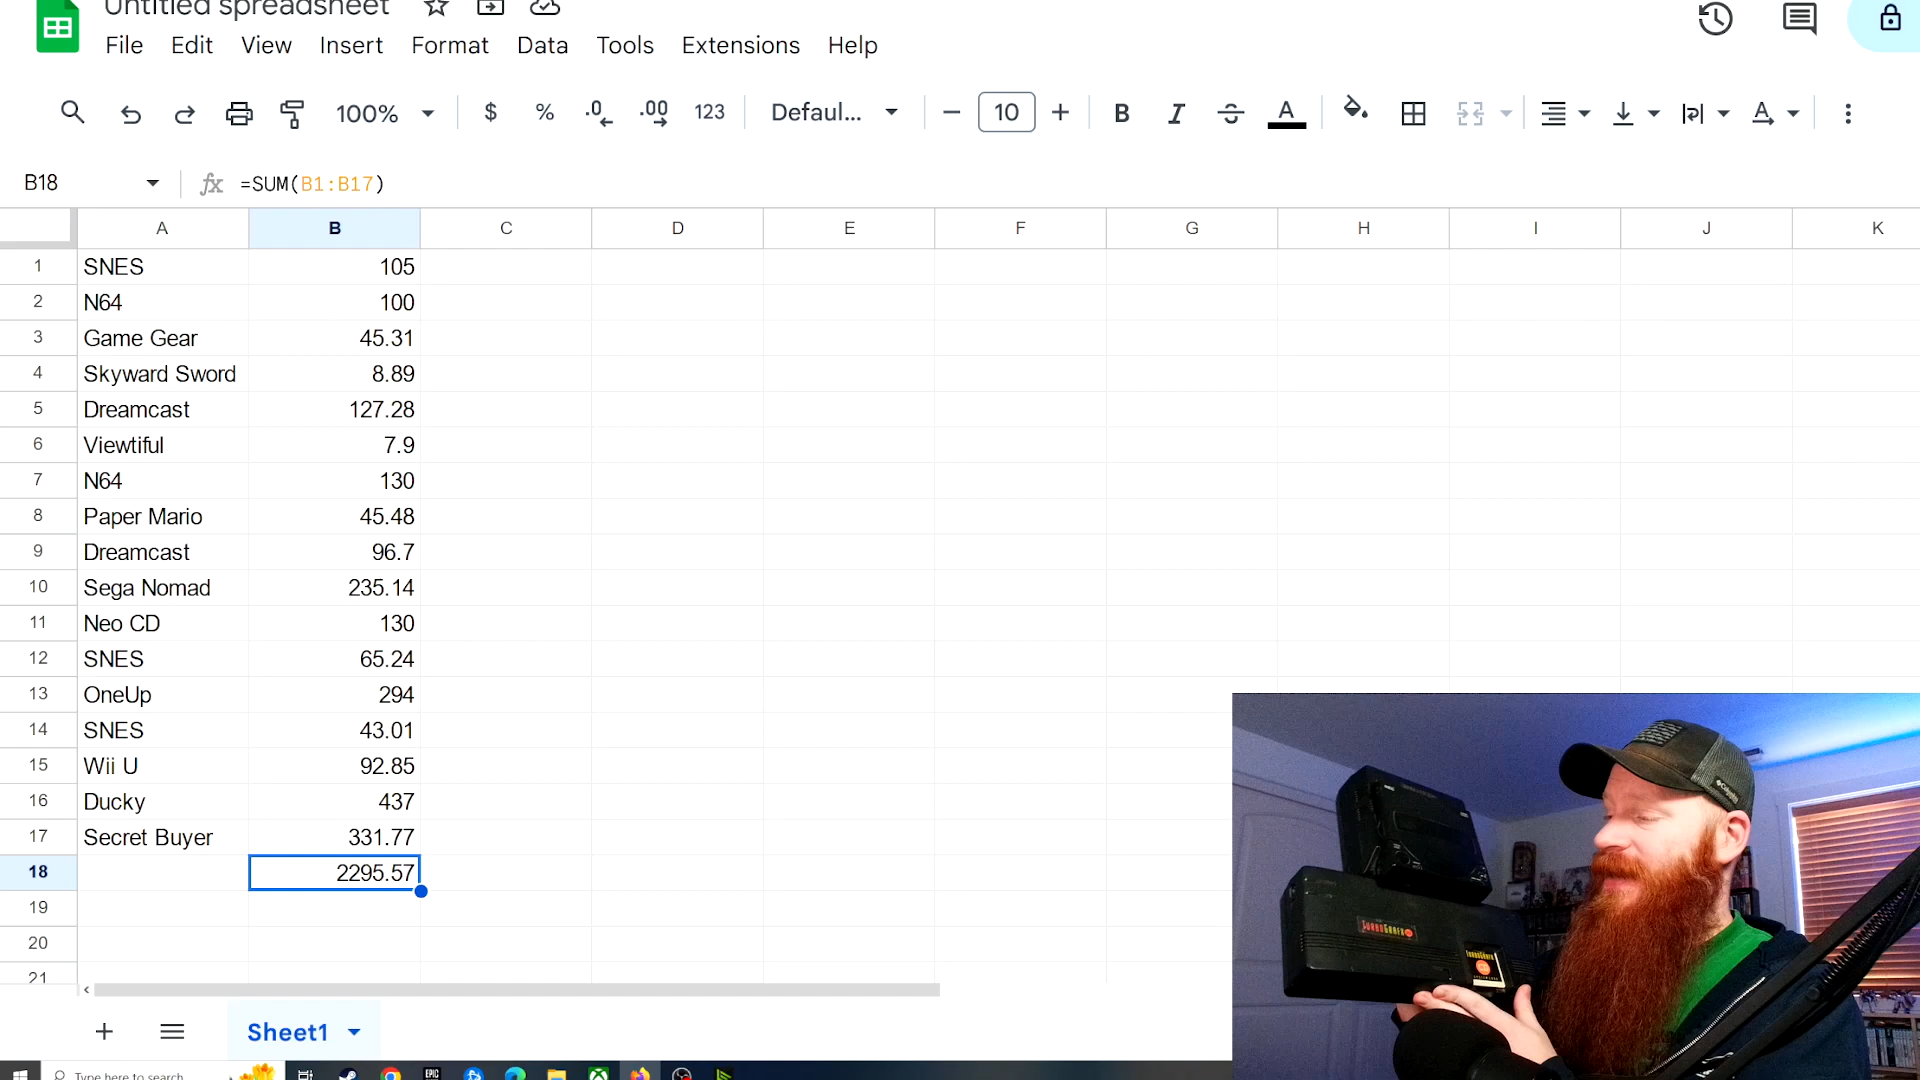 Untitled spreadsheet
File Edit View Insert Format Data Tools Extensions Help
100% $ % .0 .00 123 Defaul... 10 B I A A
B18 fx =SUM(B1:B17)
A B C D E F G H I J K
1 SNES 105
2 N64 100
3 Game Gear 45.31
4 Skyward Sword 8.89
5 Dreamcast 127.28
6 Viewtiful 7.9
7 N64 130
8 Paper Mario 45.48
9 Dreamcast 96.7
10 Sega Nomad 235.14
11 Neo CD 130
12 SNES 65.24
13 OneUp 294
14 SNES 43.01
15 Wii U 92.85
16 Ducky 437
17 Secret Buyer 331.77
18 2295.57
19
20
21
TURBOGRAFX
Columbia
Sheet1
Type here to search
EPIC